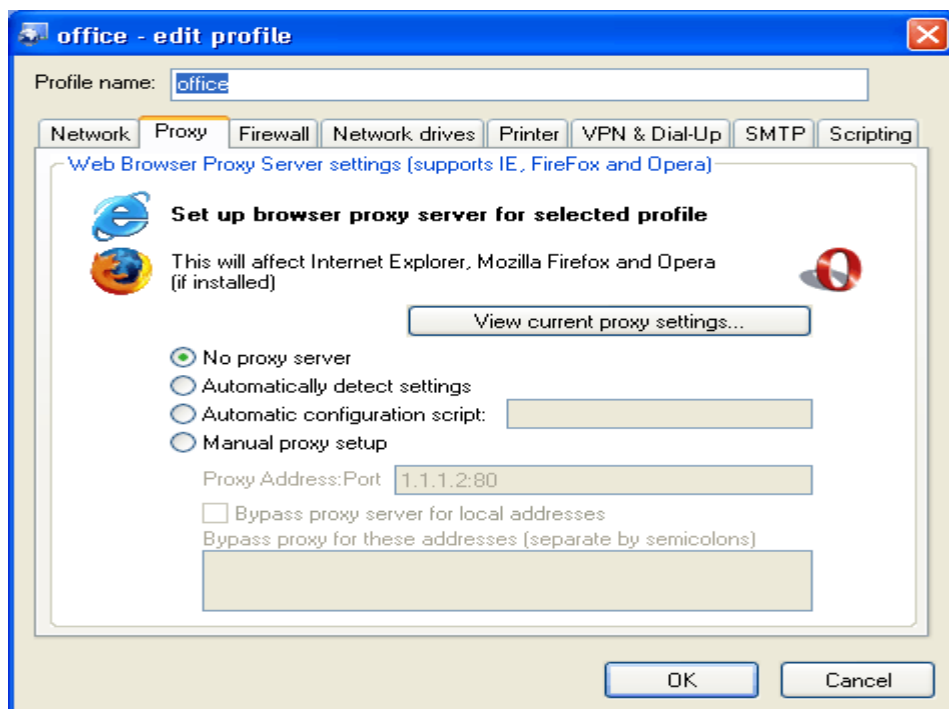 office - edit profile
Profile name: office
Network Proxy Firewall Network drives Printer VPN & Dial-Up SMTP Scripting
Web Browser Proxy Server settings (supports IE, FireFox and Opera)
Set up browser proxy server for selected profile
This will affect Internet Explorer, Mozilla Firefox and Opera
(if installed)
View current proxy settings...
No proxy server
Automatically detect settings
Automatic configuration script:
Manual proxy setup
Proxy Address:Port 1.1.1.2:80
Bypass proxy server for local addresses
Bypass proxy for these addresses (separate by semicolons)
OK Cancel